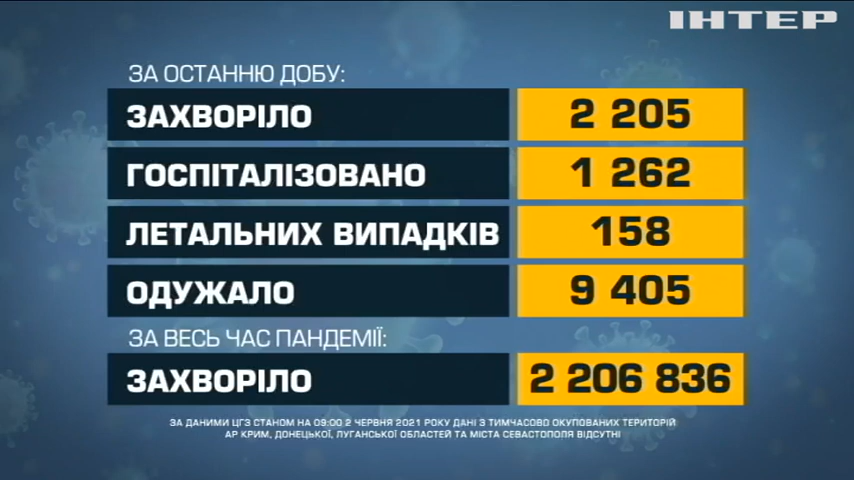 ІНТЕР
ЗА ОСТАННЮ ДОБУ:
ЗАХВОРІЛО 2 205
ГОСПІТАЛІЗОВАНО 1 262
ЛЕТАЛЬНИХ ВИПАДКІВ 158
ОДУЖАЛО 9 405
ЗА ВЕСЬ ЧАС ПАНДЕМІЇ:
ЗАХВОРІЛО 2 206 836
ЗА ДАНИМИ ЦГЗ СТАНОМ НА 09:00 2 ЧЕРВНЯ 2021 РОКУ ДАНІ З ТИМЧАСОВО ОКУПОВАНИХ ТЕРИТОРІЙ
АР КРИМ, ДОНЕЦЬКОЇ, ЛУГАНСЬКОЇ ОБЛАСТЕЙ ТА МІСТА СЕВАСТОПОЛЯ ВІДСУТНІ